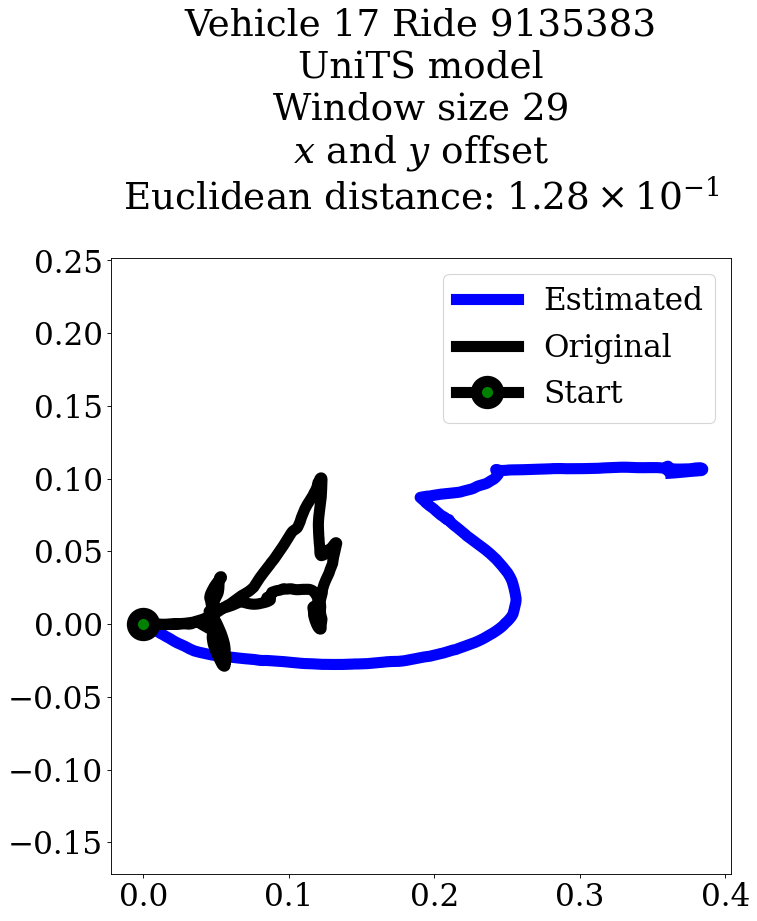 Vehicle 17 Ride 9135383
UniTS model
Window size 29
x and y offset
Euclidean distance: 1.28 × 10⁻¹
0.25
0.20
0.15
0.10
0.05
0.00
−0.05
−0.10
−0.15
0.0 0.1 0.2 0.3 0.4
Estimated
Original
Start